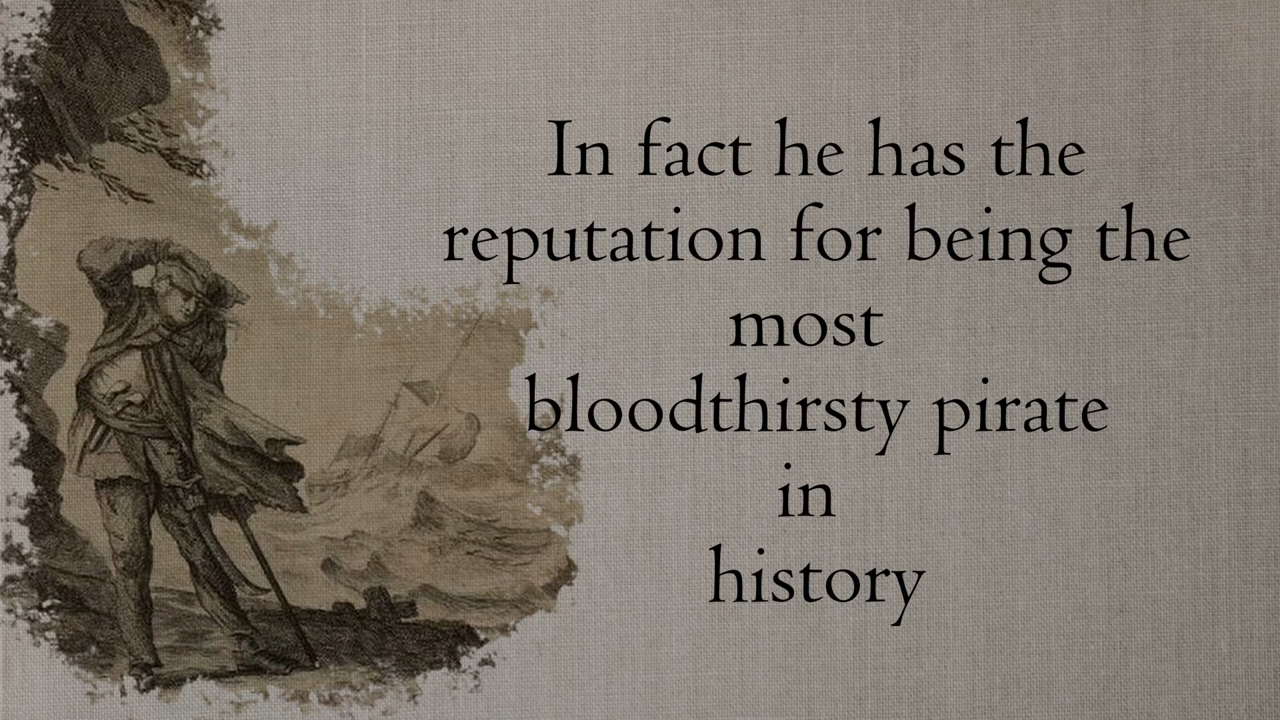 In fact he has the
reputation for being the
most
bloodthirsty pirate
in
history